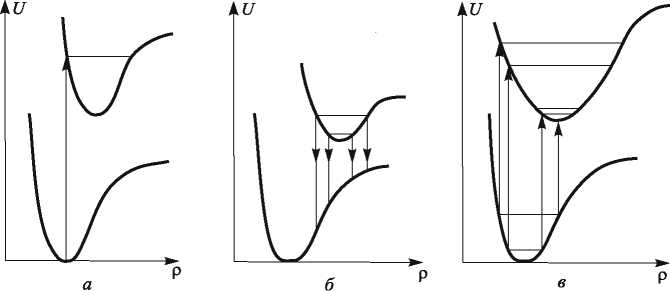 U U U
ρ ρ ρ
а б в